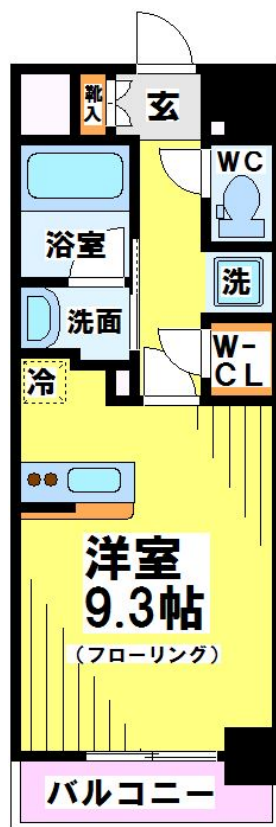 靴入
玄
WC
浴室
洗
洗面
W-CL
冷
洋室
9.3帖
(フローリング)
バルコニー